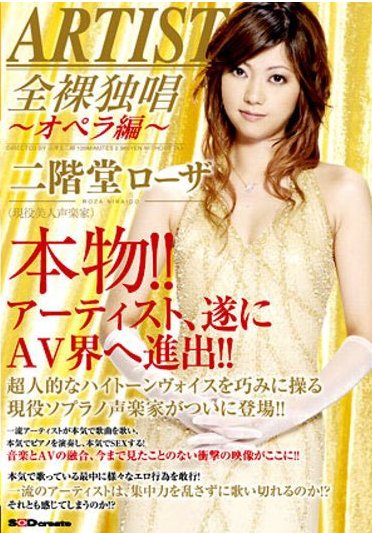 ARTIST
全裸独唱
～オペラ編～
二階堂ローザ
ROZA NIKAIDO
（現役美人声楽家）
本物!!
アーティスト、遂に
AV界へ進出!!
超人的なハイトーンヴォイスを巧みに操る
現役ソプラノ声楽家がついに登場!!
一流アーティストが本気で歌曲を歌い、
本気でピアノを演奏し、本気でSEXする!
音楽とAVの融合、今まで見たことのない衝撃の映像がここに!!
本気で歌っている最中に様々なエロ行為を敢行!
一流のアーティストは、集中力を乱さずに歌い切れるのか!?
それとも感じてしまうのか!?
SODcreate